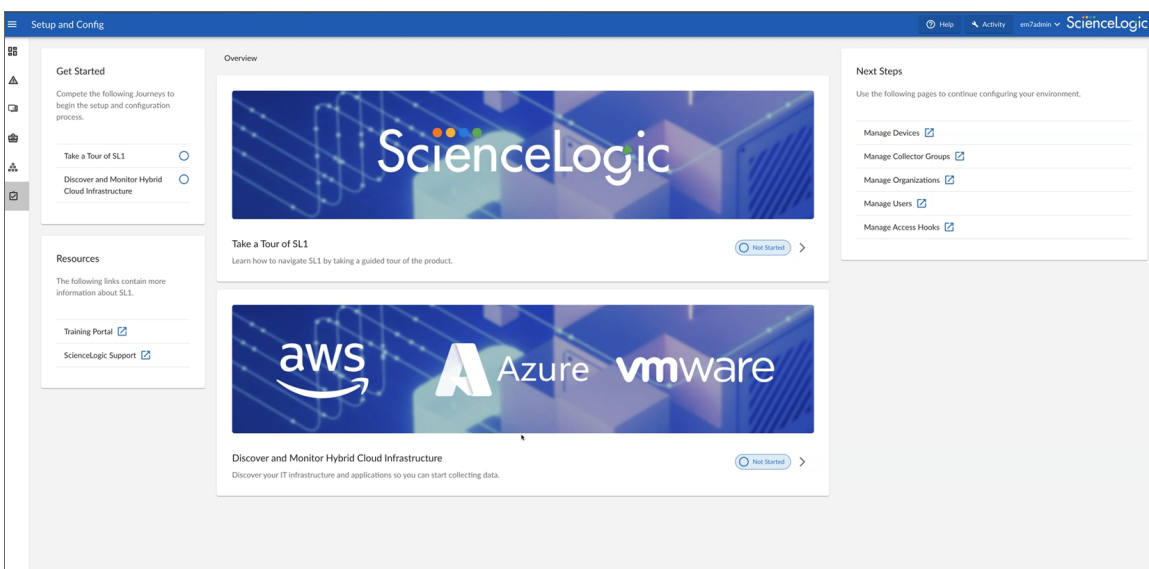 Setup and Config
Help
Activity
em7admin
ScienceLogic
Get Started
Compete the following Journeys to
begin the setup and configuration
process.
Take a Tour of SL1
Discover and Monitor Hybrid
Cloud Infrastructure
Resources
The following links contain more
information about SL1.
Training Portal
ScienceLogic Support
Overview
ScienceLogic
Take a Tour of SL1
Not Started
Learn how to navigate SL1 by taking a guided tour of the product.
aws
Azure
vmware
Discover and Monitor Hybrid Cloud Infrastructure
Not Started
Discover your IT infrastructure and applications so you can start collecting data.
Next Steps
Use the following pages to continue configuring your environment.
Manage Devices
Manage Collector Groups
Manage Organizations
Manage Users
Manage Access Hooks